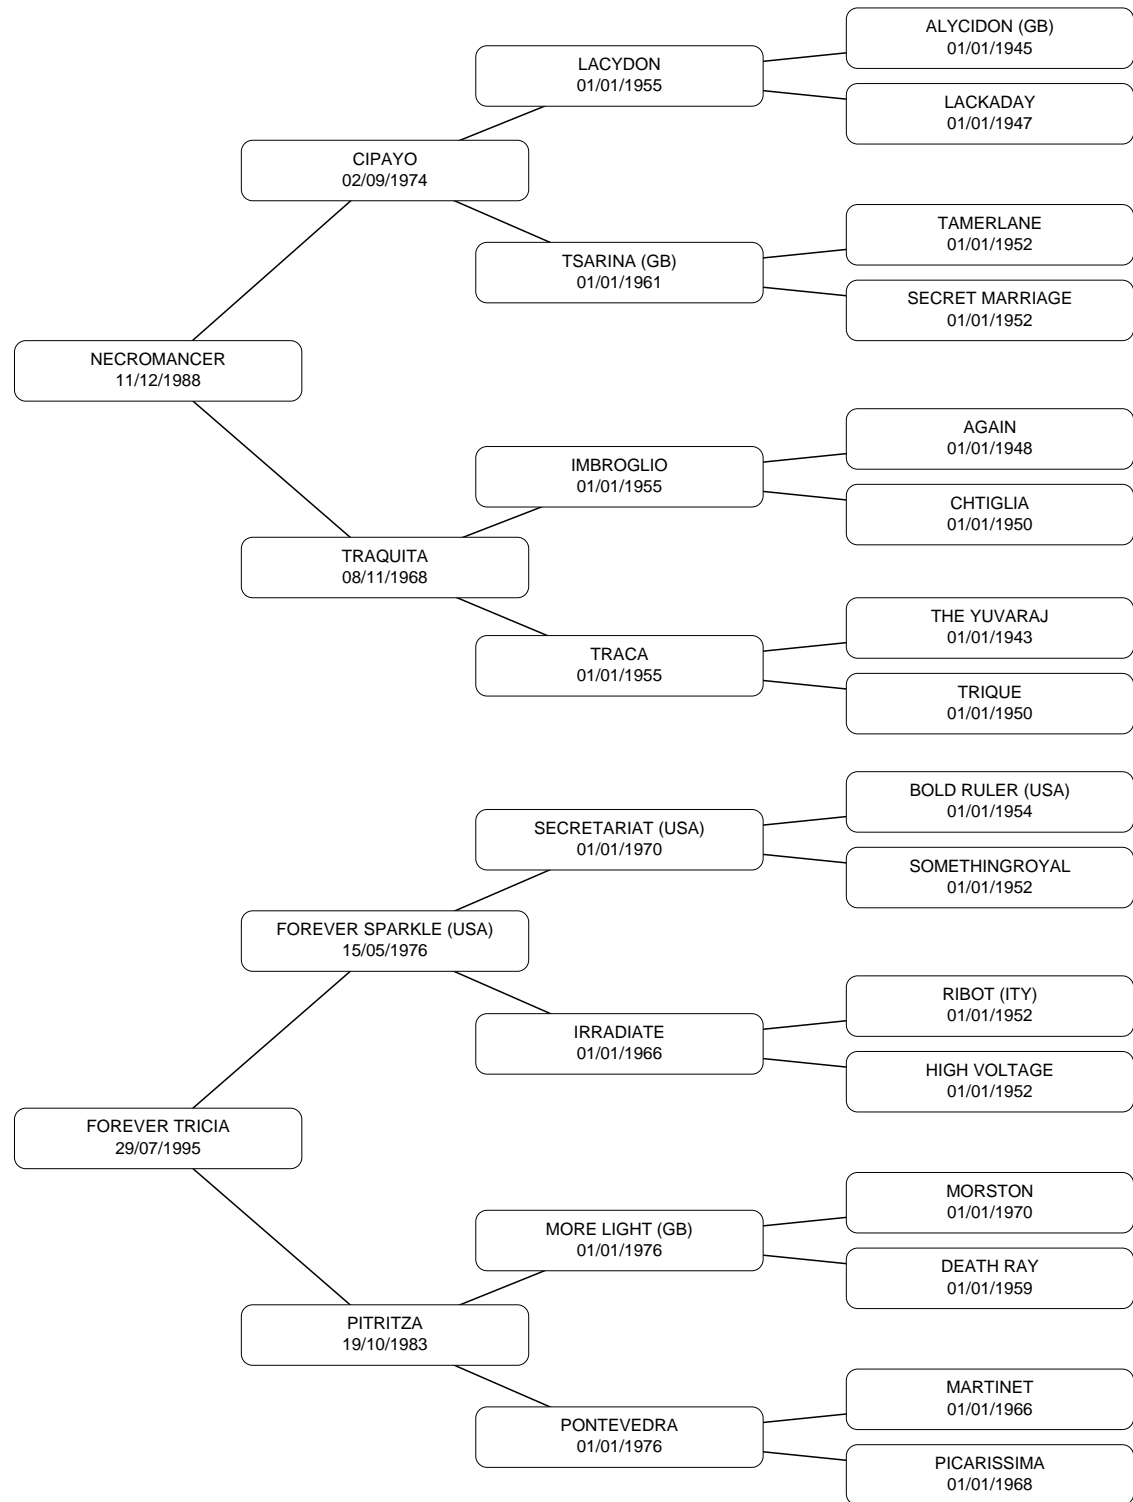 ALYCIDON (GB)
01/01/1945
LACYDON
01/01/1955
LACKADAY
01/01/1947
CIPAYO
02/09/1974
TAMERLANE
01/01/1952
TSARINA (GB)
01/01/1961
SECRET MARRIAGE
01/01/1952
NECROMANCER
11/12/1988
AGAIN
01/01/1948
IMBROGLIO
01/01/1955
CHTIGLIA
01/01/1950
TRAQUITA
08/11/1968
THE YUVARAJ
01/01/1943
TRACA
01/01/1955
TRIQUE
01/01/1950
BOLD RULER (USA)
01/01/1954
SECRETARIAT (USA)
01/01/1970
SOMETHINGROYAL
01/01/1952
FOREVER SPARKLE (USA)
15/05/1976
RIBOT (ITY)
01/01/1952
IRRADIATE
01/01/1966
HIGH VOLTAGE
01/01/1952
FOREVER TRICIA
29/07/1995
MORSTON
01/01/1970
MORE LIGHT (GB)
01/01/1976
DEATH RAY
01/01/1959
PITRITZA
19/10/1983
MARTINET
01/01/1966
PONTEVEDRA
01/01/1976
PICARISSIMA
01/01/1968